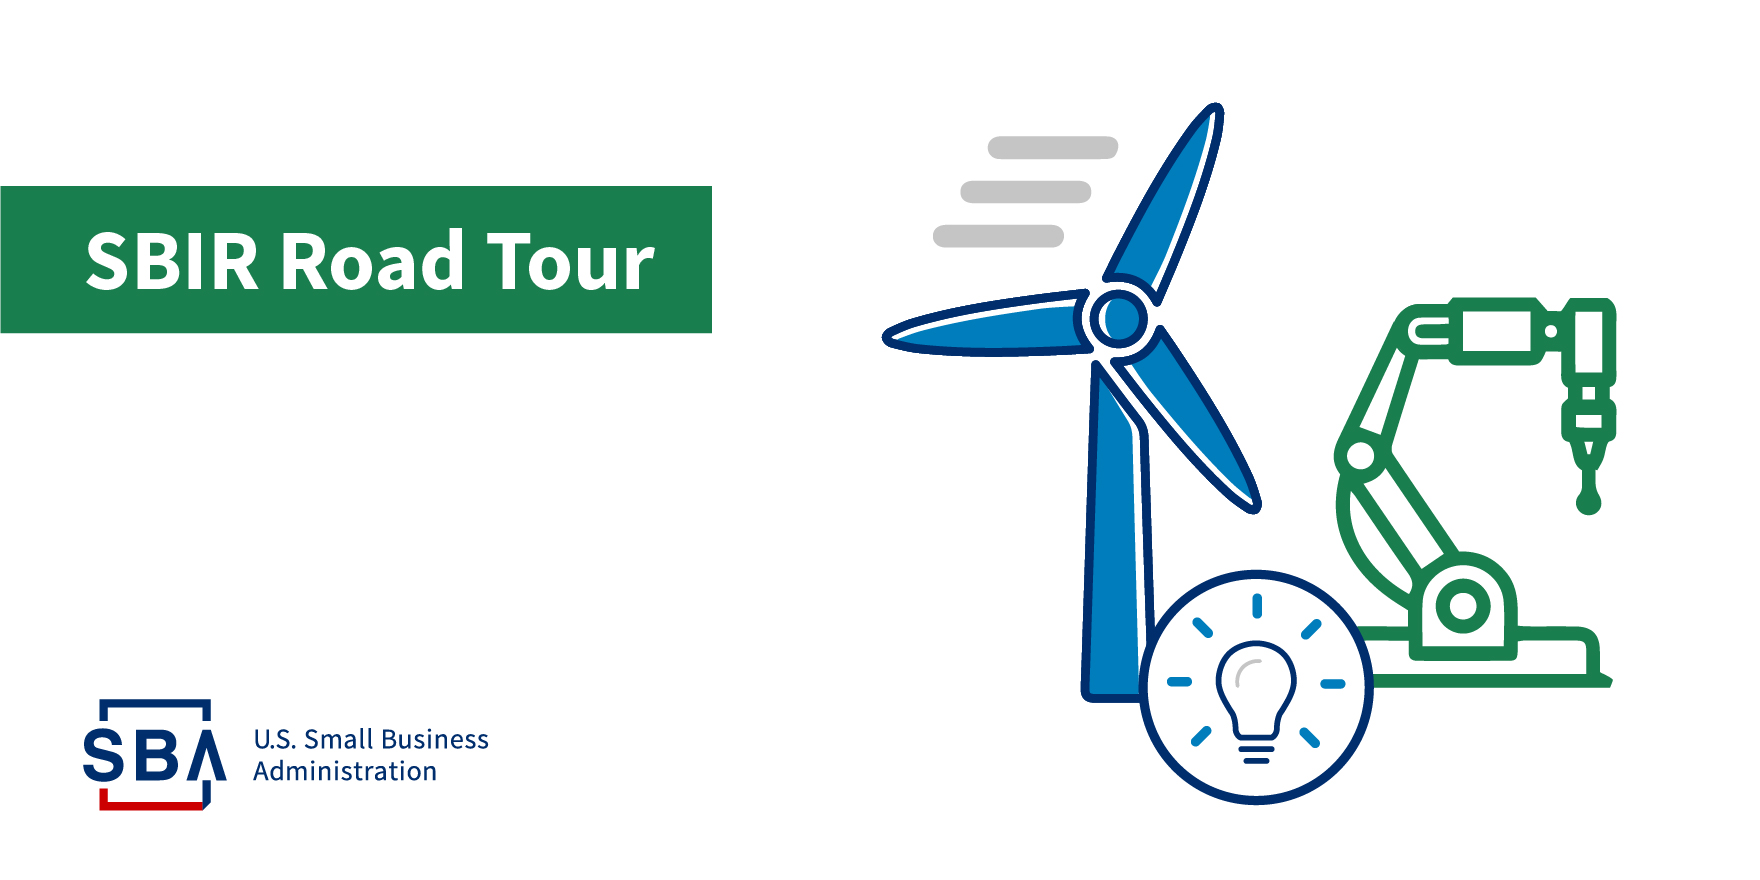 SBIR Road Tour
SBA
U.S. Small Business
Administration